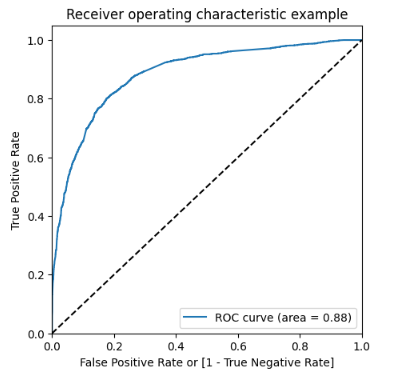 Receiver operating characteristic example
1.0
0.8
0.6
0.4
0.2
0.0
True Positive Rate
ROC curve (area = 0.88)
0.0 0.2 0.4 0.6 0.8 1.0
False Positive Rate or [1 - True Negative Rate]